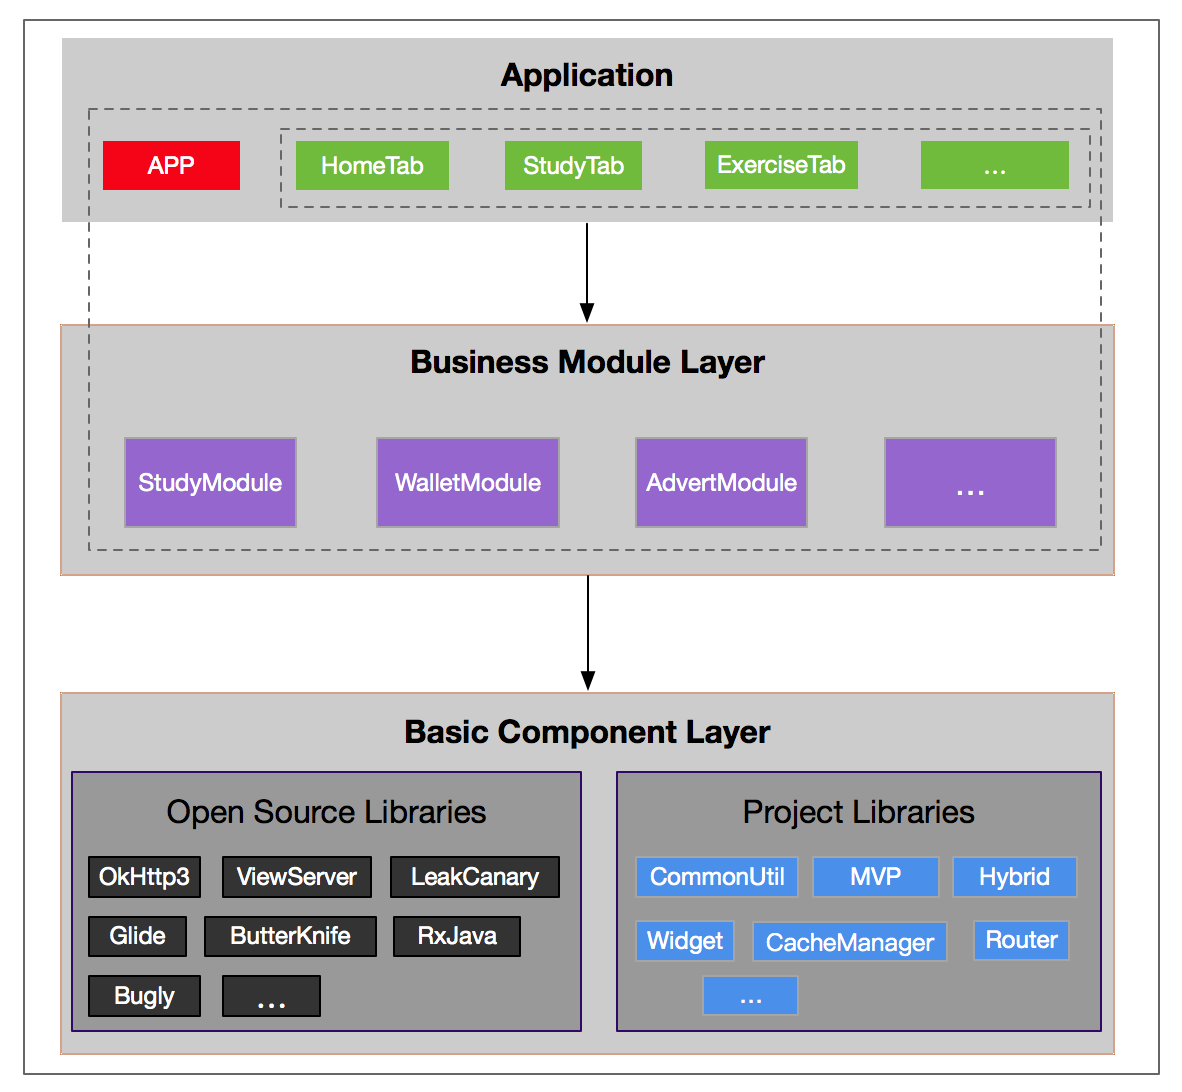 Application
APP
HomeTab
StudyTab
ExerciseTab
...
Business Module Layer
StudyModule
WalletModule
AdvertModule
...
Basic Component Layer
Open Source Libraries
OkHttp3
ViewServer
LeakCanary
Glide
ButterKnife
RxJava
Bugly
...
Project Libraries
CommonUtil
MVP
Hybrid
Widget
CacheManager
Router
...